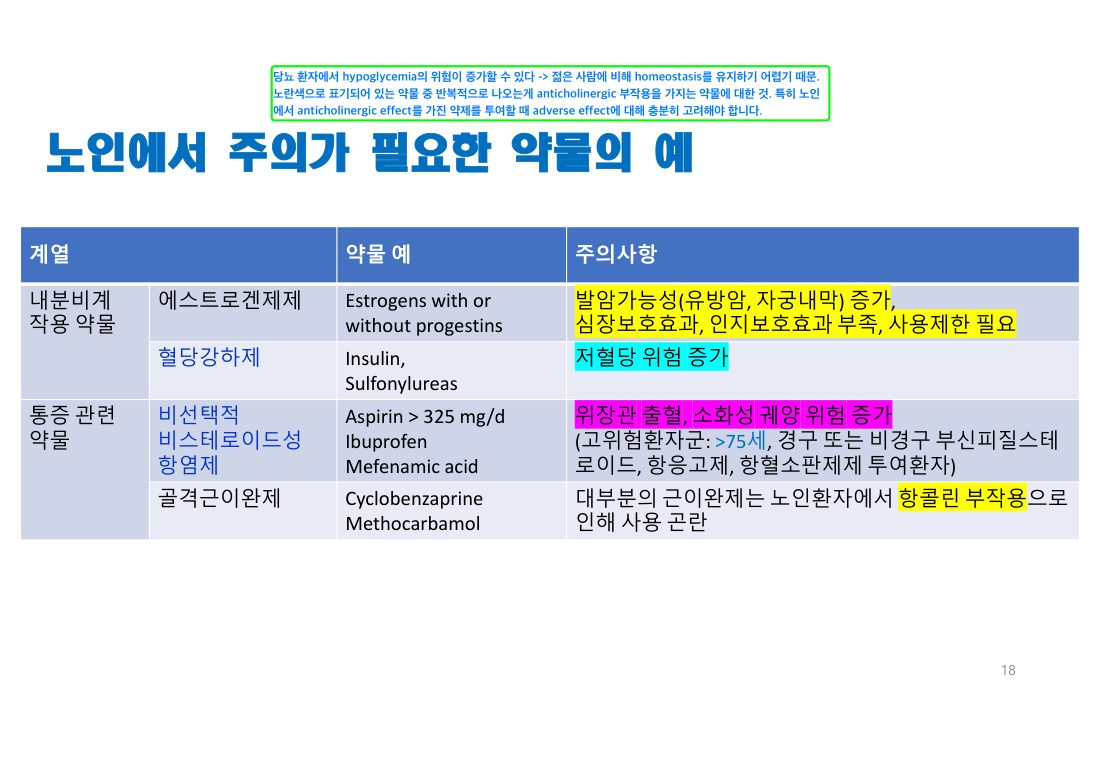 당뇨 환자에서 hypoglycemia의 위험이 증가할 수 있다 -> 젊은 사람에 비해 homeostasis를 유지하기 어렵기 때문.
노란색으로 표기되어 있는 약물 중 반복적으로 나오는게 anticholinergic 부작용을 가지는 약물에 대한 것. 특히 노인
에서 anticholinergic effect를 가진 약제를 투여할 때 adverse effect에 대해 충분히 고려해야 합니다.
노인에서 주의가 필요한 약물의 예
계열
약물 예
주의사항
내분비계
작용 약물
에스트로겐제제
Estrogens with or
without progestins
발암가능성(유방암, 자궁내막) 증가,
심장보호효과, 인지보호효과 부족, 사용제한 필요
혈당강하제
Insulin,
Sulfonylureas
저혈당 위험 증가
통증 관련
약물
비선택적
비스테로이드성
항염제
Aspirin > 325 mg/d
Ibuprofen
Mefenamic acid
위장관 출혈, 소화성 궤양 위험 증가
(고위험환자군: >75세, 경구 또는 비경구 부신피질스테
로이드, 항응고제, 항혈소판제제 투여환자)
골격근이완제
Cyclobenzaprine
Methocarbamol
대부분의 근이완제는 노인환자에서 항콜린 부작용으로
인해 사용 곤란
18